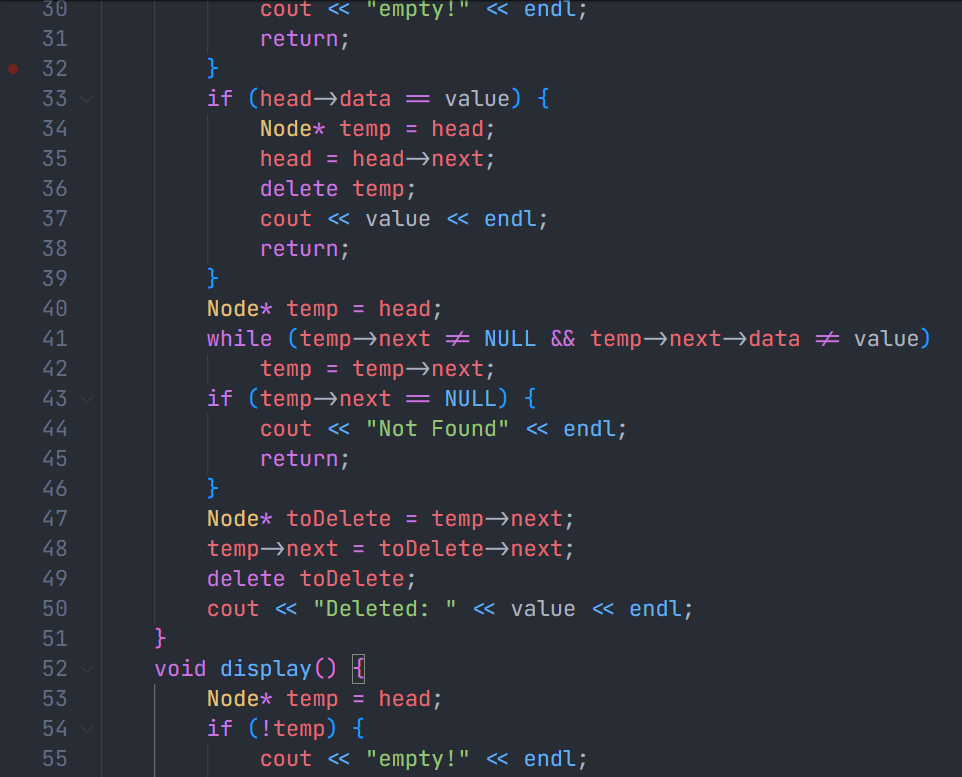 30 cout << "empty!" << endl;
31 return;
32 }
33 if (head->data == value) {
34 Node* temp = head;
35 head = head->next;
36 delete temp;
37 cout << value << endl;
38 return;
39 }
40 Node* temp = head;
41 while (temp->next != NULL && temp->next->data != value)
42 temp = temp->next;
43 if (temp->next == NULL) {
44 cout << "Not Found" << endl;
45 return;
46 }
47 Node* toDelete = temp->next;
48 temp->next = toDelete->next;
49 delete toDelete;
50 cout << "Deleted: " << value << endl;
51 }
52 void display() {
53 Node* temp = head;
54 if (!temp) {
55 cout << "empty!" << endl;